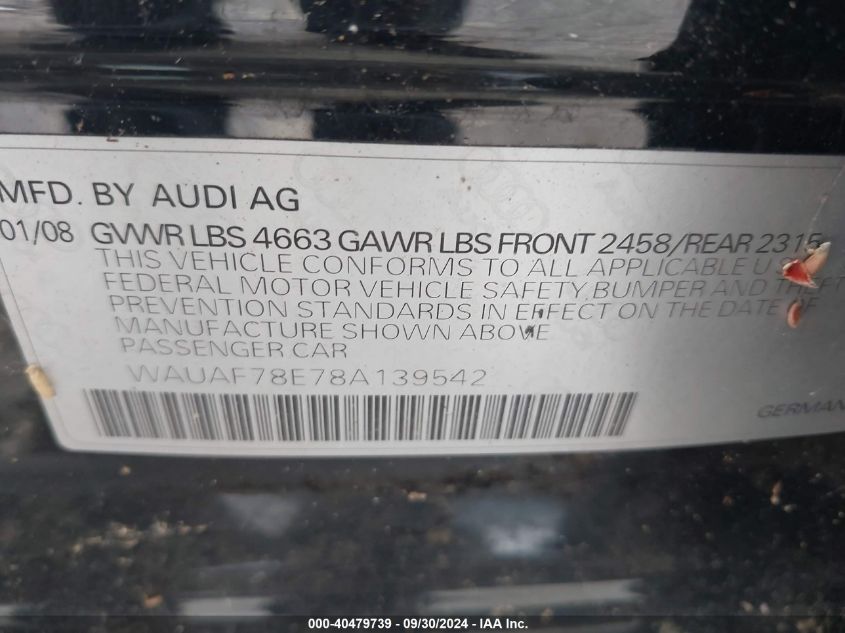 MFD. BY AUDI AG
01/08 GVWR LBS 4663 GAWR LBS FRONT 2458/REAR 2315
THIS VEHICLE CONFORMS TO ALL APPLICABLE U
FEDERAL MOTOR VEHICLE SAFETY, BUMPER AND THEFT
PREVENTION STANDARDS IN EFFECT ON THE DATE OF
MANUFACTURE SHOWN ABOVE
PASSENGER CAR
WAUAF78E78A139542
GERMAN
000-40479739 - 09/30/2024 - IAA Inc.